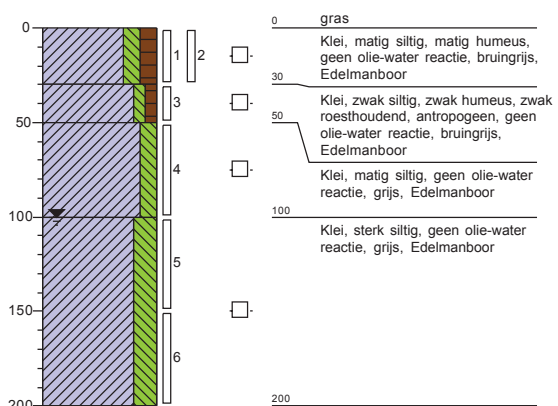 0
50
100
150
200
1
2
3
4
5
6
0 gras
Klei, matig siltig, matig humeus,
geen olie-water reactie, bruingrijs,
Edelmanboor
30
Klei, zwak siltig, zwak humeus, zwak
roesthoudend, antropogeen, geen
olie-water reactie, bruingrijs,
Edelmanboor
50
Klei, matig siltig, geen olie-water
reactie, grijs, Edelmanboor
100
Klei, sterk siltig, geen olie-water
reactie, grijs, Edelmanboor
200